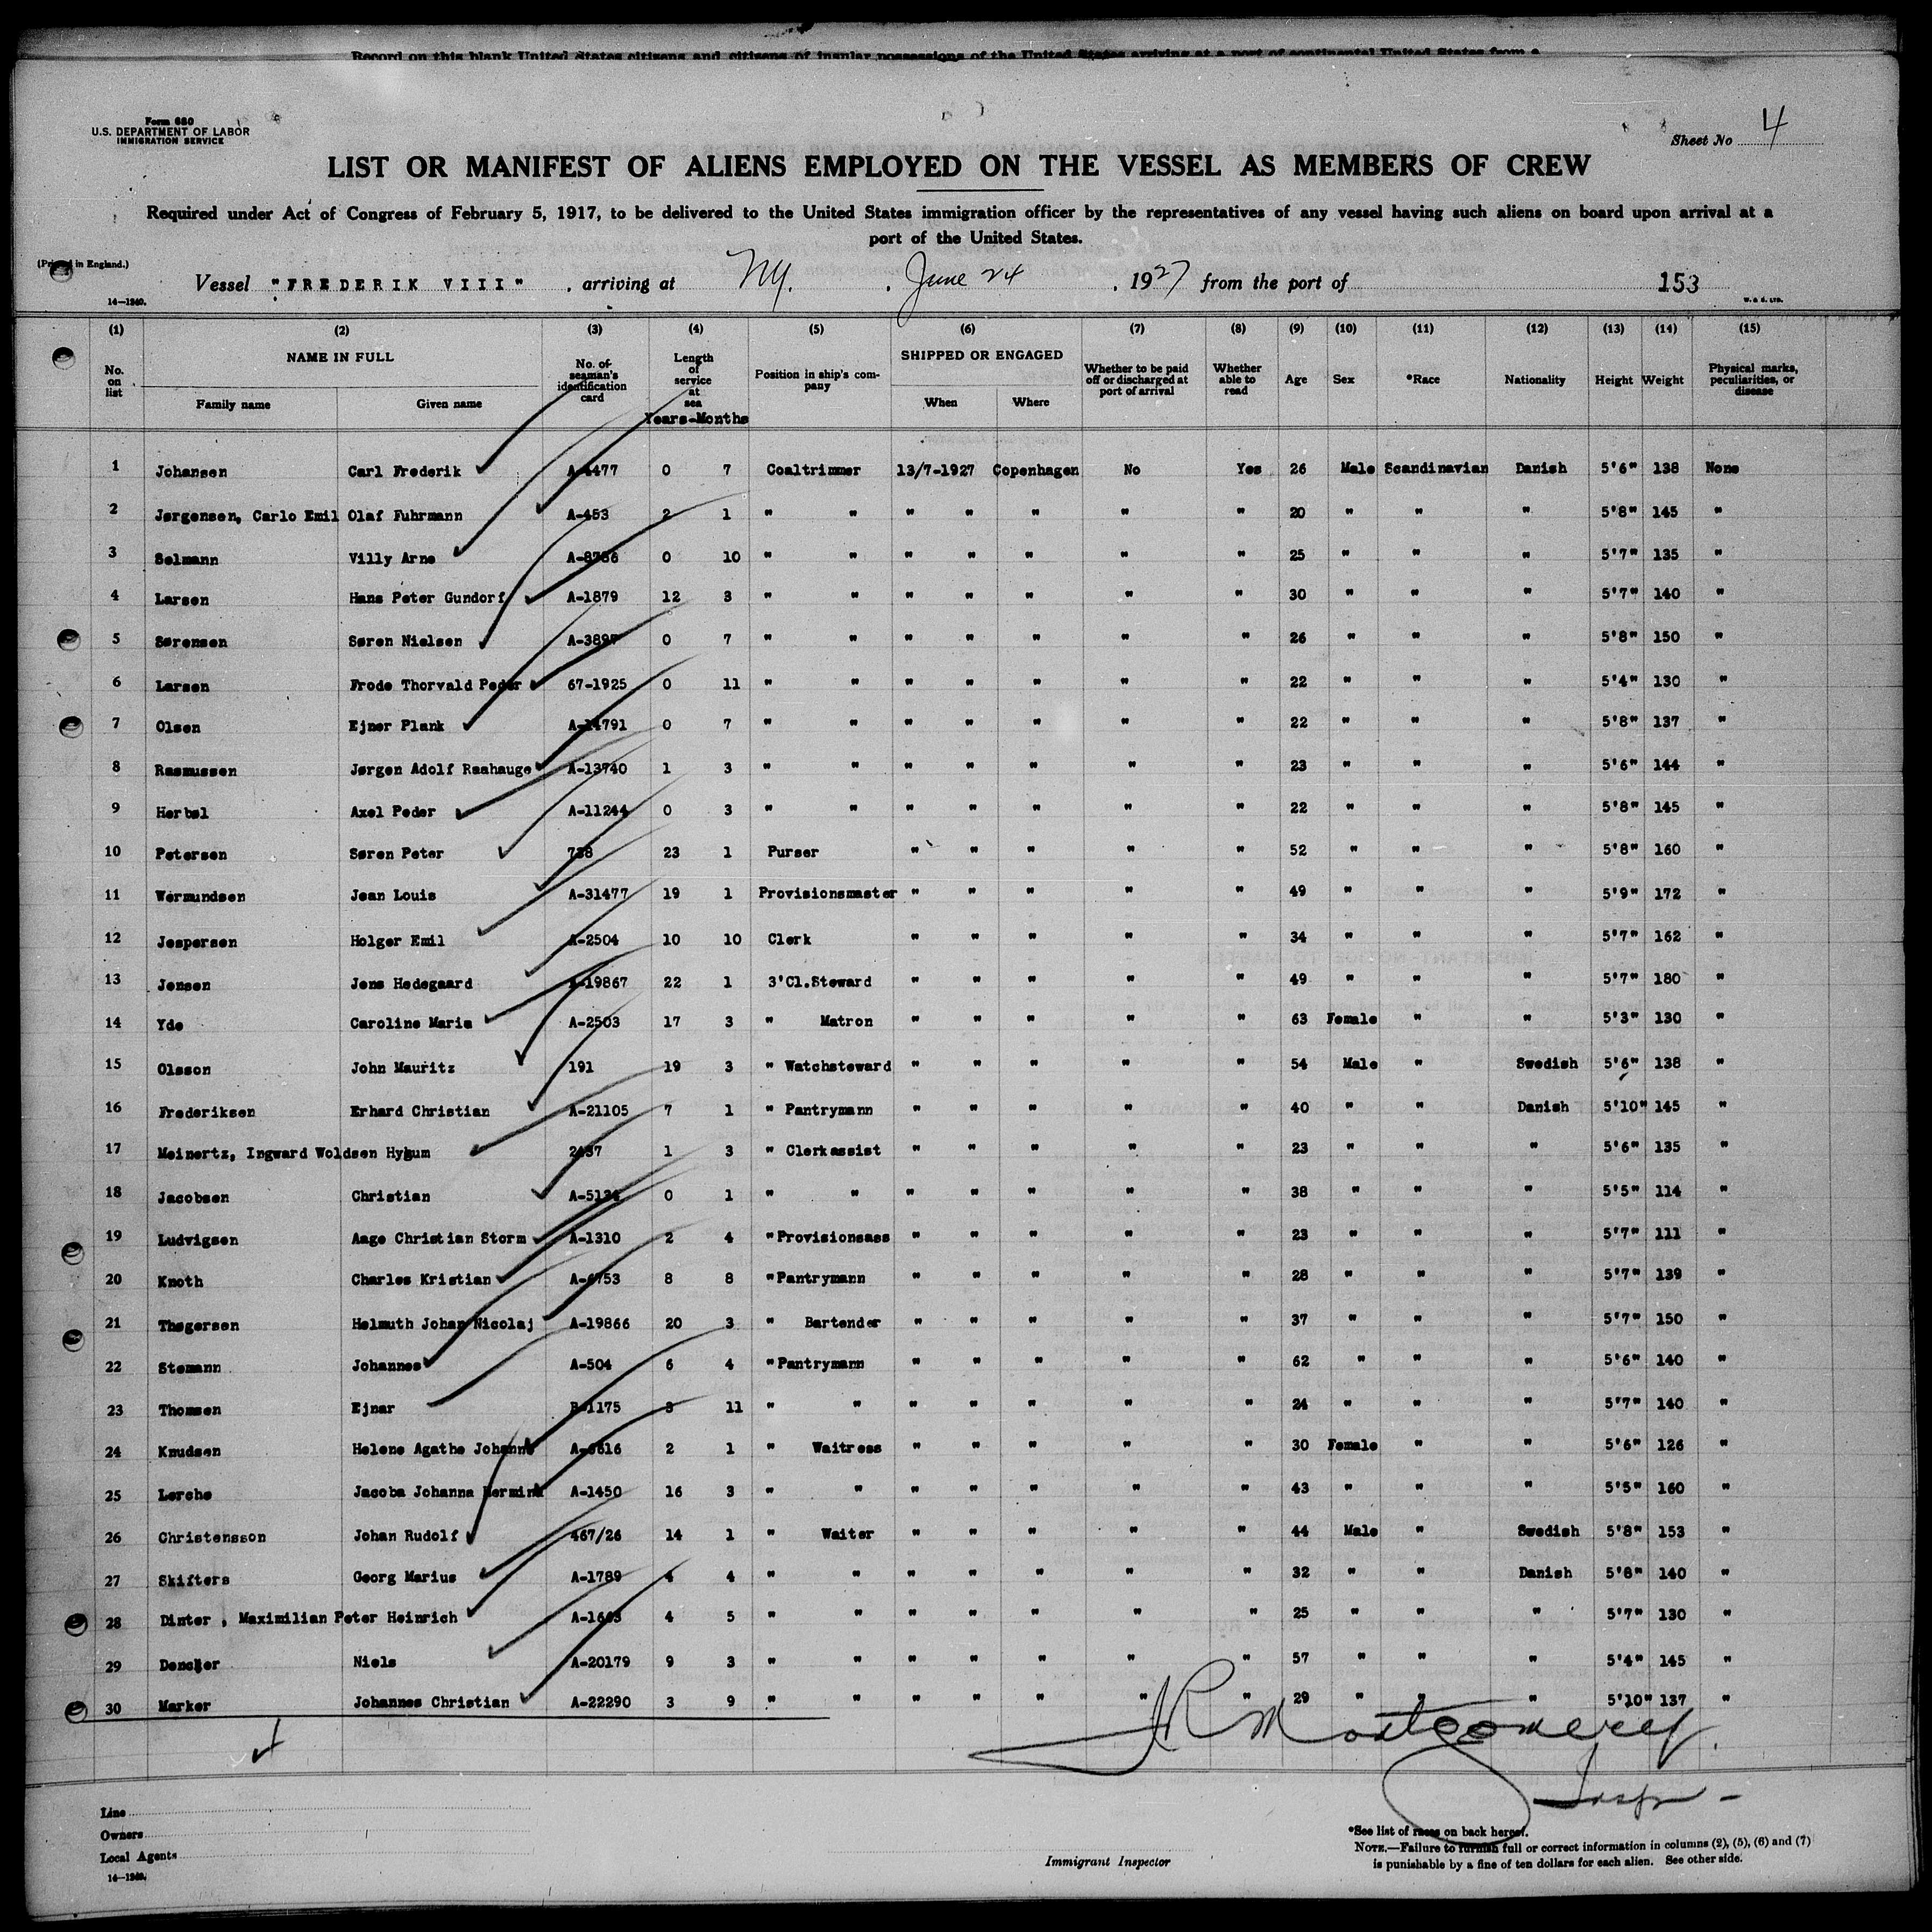 Record on this blank United States citizens and citizens of insular possessions of the United States arriving at a port of continental United States from a
Form 680
U.S. DEPARTMENT OF LABOR
IMMIGRATION SERVICE
Sheet No 4
LIST OR MANIFEST OF ALIENS EMPLOYED ON THE VESSEL AS MEMBERS OF CREW
Required under Act of Congress of February 5, 1917, to be delivered to the United States immigration officer by the representatives of any vessel having such aliens on board upon arrival at a
port of the United States.
(Printed in England.)
Vessel "FREDERIK VIII" , arriving at NY. , June 24 , 1927 from the port of 153
14—1240.
W. & S. LTD.
(1) (2) (3) (4) (5) (6) (7) (8) (9) (10) (11) (12) (13) (14) (15)
No. on list NAME IN FULL Family name Given name No. of seaman's identification card Length of service at sea Years-Months Position in ship's company SHIPPED OR ENGAGED When Where Whether to be paid off or discharged at port of arrival Whether able to read Age Sex *Race Nationality Height Weight Physical marks, peculiarities, or disease
1 Johansen Carl Frederik A-4477 0 7 Coaltrimmer 13/7-1927 Copenhagen No Yes 26 Male Scandinavian Danish 5'6" 138 None
2 Jørgensen, Carlo Emil Olaf Fuhrmann A-453 2 1 " " " " " " " 20 " " " 5'8" 145 "
3 Selmann Villy Arne A-8786 0 10 " " " " " " " 25 " " " 5'7" 135 "
4 Larsen Hans Peter Gundorf A-1879 12 3 " " " " " " " 30 " " " 5'7" 140 "
5 Sørensen Søren Nielsen A-3897 0 7 " " " " " " " 26 " " " 5'8" 150 "
6 Larsen Frode Thorvald Peder 67-1925 0 11 " " " " " " " 22 " " " 5'4" 130 "
7 Olsen Ejner Plank A-14791 0 7 " " " " " " " 22 " " " 5'8" 137 "
8 Rasmussen Jørgen Adolf Raahauge A-13740 1 3 " " " " " " " 23 " " " 5'6" 144 "
9 Herbøl Axel Peder A-11244 0 3 " " " " " " " 22 " " " 5'8" 145 "
10 Petersen Søren Peter 738 23 1 Purser " " " " " 52 " " " 5'8" 160 "
11 Wermundsen Jean Louis A-31477 19 1 Provisionsmaster " " " " " 49 " " " 5'9" 172 "
12 Jespersen Holger Emil A-2504 10 10 Clerk " " " " " 34 " " " 5'7" 162 "
13 Jensen Jens Hedegaard A-19867 22 1 3'Cl.Steward " " " " " 49 " " " 5'7" 180 "
14 Yde Caroline Marie A-2503 17 3 " Matron " " " " " 63 Female " " 5'3" 130 "
15 Olsson John Mauritz 191 19 3 " Watchsteward " " " " " 54 Male " Swedish 5'6" 138 "
16 Frederiksen Erhard Christian A-21105 7 1 " Pantrymann " " " " " 40 " " Danish 5'10" 145 "
17 Meinertz, Ingward Woldsen Hygum 2437 1 3 " Clerkassist " " " " " 23 " " " 5'6" 135 "
18 Jacobsen Christian 0 1 " " " " " " " 38 " " " 5'5" 114 "
19 Ludvigsen Aage Christian Storm A-1310 2 4 " Provisionsass " " " " " 23 " " " 5'7" 111 "
20 Knoth Charles Kristian A-6753 8 8 " Pantrymann " " " " " 28 " " " 5'7" 139 "
21 Thøgersen Helmuth Johan Nicolaj A-19866 20 3 " Bartender " " " " " 37 " " " 5'7" 150 "
22 Stemann Johannes A-504 6 4 " Pantrymann " " " " " 62 " " " 5'6" 140 "
23 Thomsen Ejnar B-1175 3 11 " " " " " " " 24 " " " 5'7" 140 "
24 Knudsen Helene Agathe Johanne A-6616 2 1 " Waitress " " " " " 30 Female " " 5'6" 126 "
25 Lerche Jacoba Johanna Hermina A-1450 16 3 " " " " " " " 43 " " " 5'5" 160 "
26 Christensson Johan Rudolf 467/26 14 1 " Waiter " " " " " 44 Male " Swedish 5'8" 153 "
27 Skifters Georg Marius A-1789 4 4 " " " " " " " 32 " " Danish 5'8" 140 "
28 Dinter , Maximilian Peter Heinrich A-1643 4 5 " " " " " " " 25 " " " 5'7" 130 "
29 Dencker Niels A-20179 9 3 " " " " " " " 57 " " " 5'4" 145 "
30 Marker Johannes Christian A-22290 3 9 " " " " " " " 29 " " " 5'10" 137 "
JR Montgomery.
Insp -
Line
Owners
Local Agents
14—1240.
Immigrant Inspector
*See list of races on back hereof.
NOTE.—Failure to furnish full or correct information in columns (2), (5), (6) and (7)
is punishable by a fine of ten dollars for each alien. See other side.